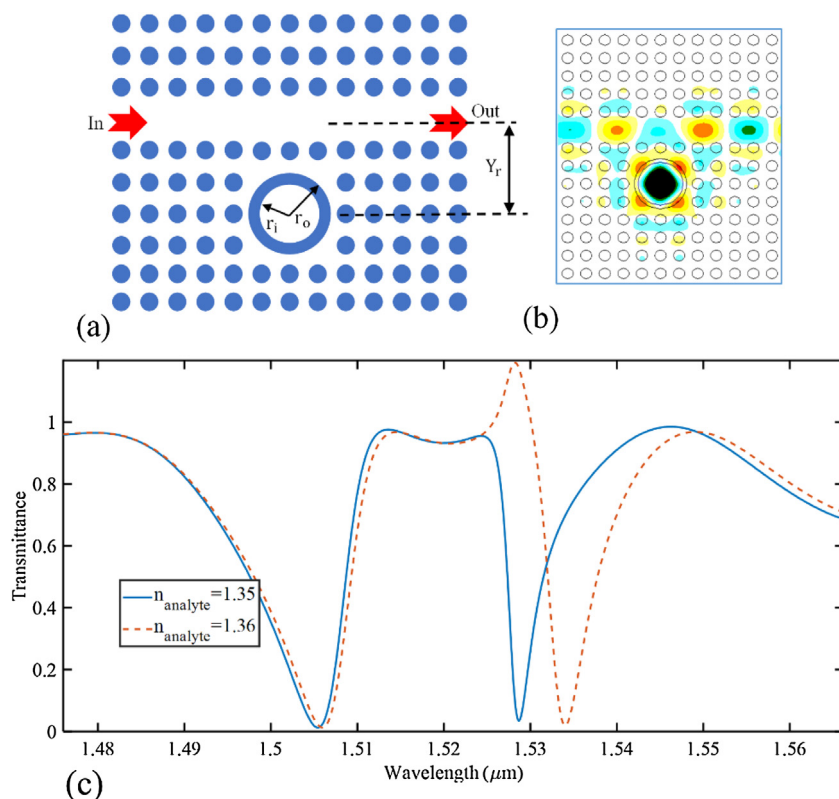 In
Out
Yr
ri
ro
(a)
(b)
Transmittance
1
0.8
0.6
0.4
0.2
0
nanalyte=1.35
nanalyte=1.36
1.48 1.49 1.5 1.51 1.52 1.53 1.54 1.55 1.56
Wavelength (μm)
(c)